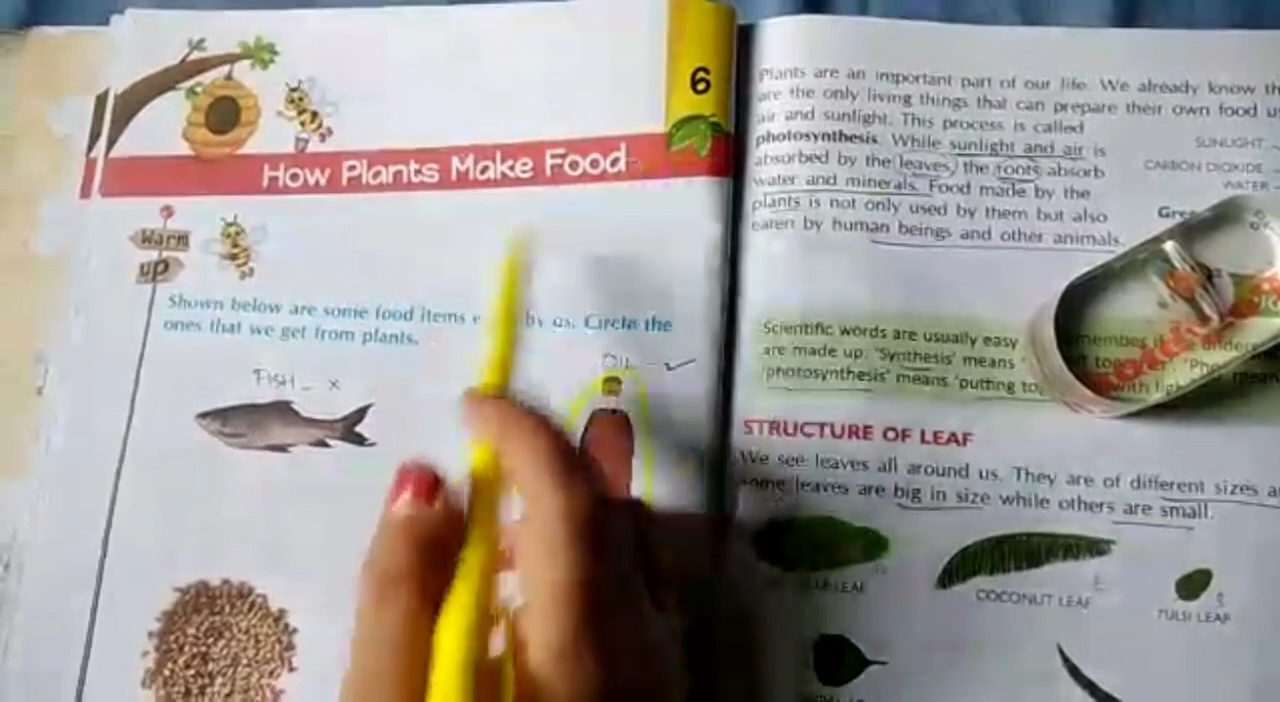 6
How Plants Make Food
Warm
up
Shown below are some food items by us. Circle the
ones that we get from plants.
FISH - ×
OIL - ✓
Plants are an important part of our life. We already know
are the only living things that can prepare their own food
air and sunlight. This process is called
photosynthesis. While sunlight and air is
absorbed by the leaves, the roots absorb
water and minerals. Food made by the
plants is not only used by them but also
eaten by human beings and other animals.
SUNLIGHT
CARBON DIOXIDE
WATER
Scientific words are usually easy
are made up. 'Synthesis' means
'photosynthesis' means 'putting
STRUCTURE OF LEAF
We see leaves all around us. They are of different sizes
some leaves are big in size while others are small.
LEAF
COCONUT LEAF
TULSI LEAF